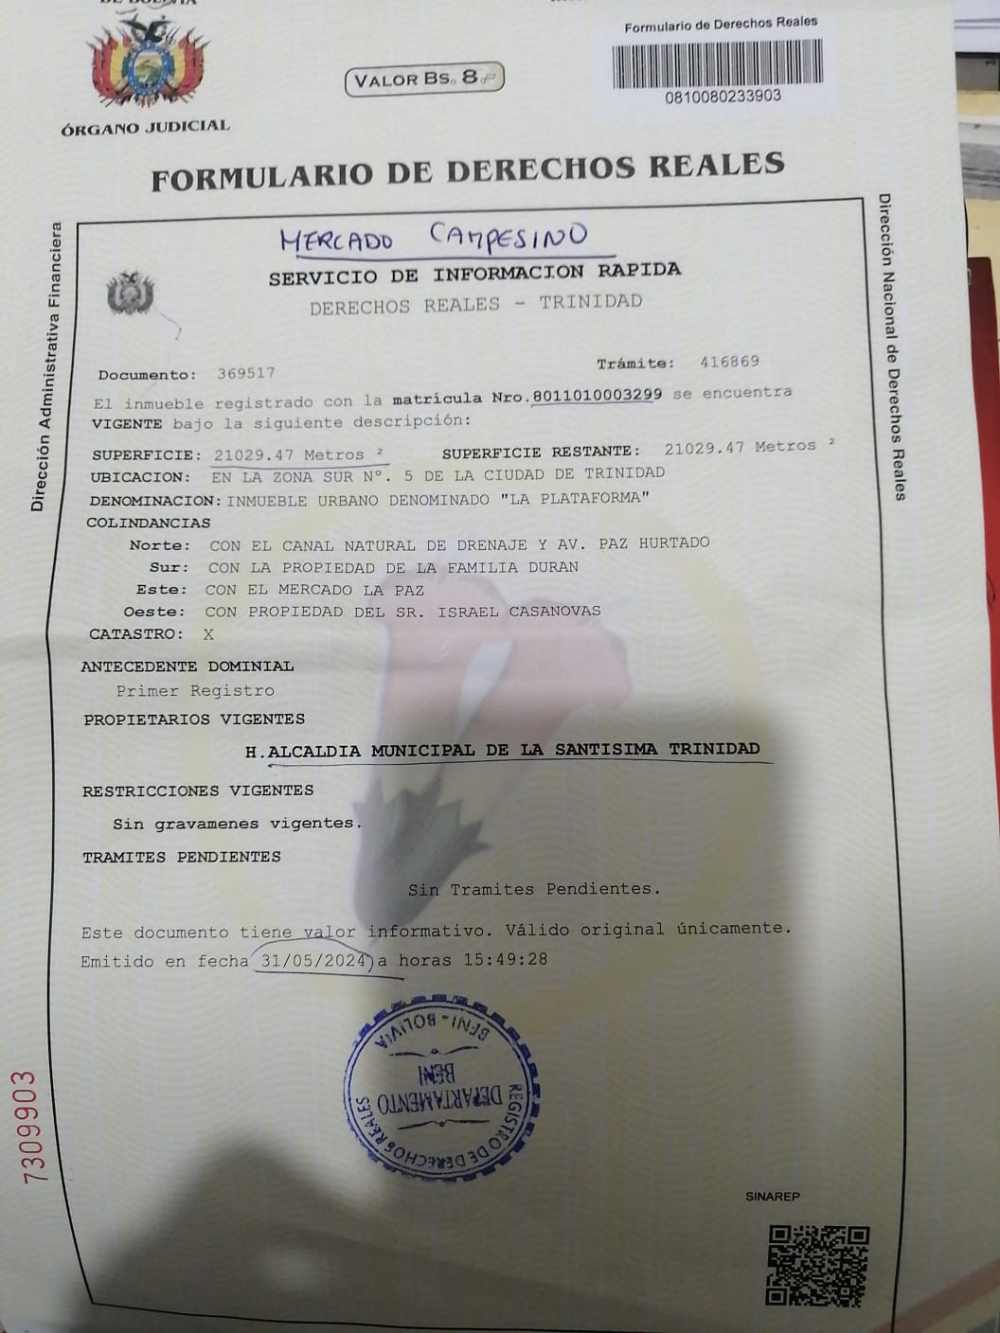 DE BOLIVIA
ÓRGANO JUDICIAL
VALOR Bs. 8
Formulario de Derechos Reales
0810080233903
FORMULARIO DE DERECHOS REALES
Dirección Administrativa Financiera
Dirección Nacional de Derechos Reales
MERCADO CAMPESINO
SERVICIO DE INFORMACION RAPIDA
DERECHOS REALES - TRINIDAD
Documento: 369517 Trámite: 416869
El inmueble registrado con la matrícula Nro.8011010003299 se encuentra
VIGENTE bajo la siguiente descripción:
SUPERFICIE: 21029.47 Metros ² SUPERFICIE RESTANTE: 21029.47 Metros ²
UBICACION: EN LA ZONA SUR Nº. 5 DE LA CIUDAD DE TRINIDAD
DENOMINACION: INMUEBLE URBANO DENOMINADO "LA PLATAFORMA"
COLINDANCIAS
Norte: CON EL CANAL NATURAL DE DRENAJE Y AV. PAZ HURTADO
Sur: CON LA PROPIEDAD DE LA FAMILIA DURAN
Este: CON EL MERCADO LA PAZ
Oeste: CON PROPIEDAD DEL SR. ISRAEL CASANOVAS
CATASTRO: X
ANTECEDENTE DOMINIAL
Primer Registro
PROPIETARIOS VIGENTES
H.ALCALDIA MUNICIPAL DE LA SANTISIMA TRINIDAD
RESTRICCIONES VIGENTES
Sin gravamenes vigentes.
TRAMITES PENDIENTES
Sin Tramites Pendientes.
Este documento tiene valor informativo. Válido original únicamente.
Emitido en fecha 31/05/2024 a horas 15:49:28
REGISTRO DE DERECHOS REALES
DEPARTAMENTO
BENI
BENI - BOLIVIA
7309903
SINAREP